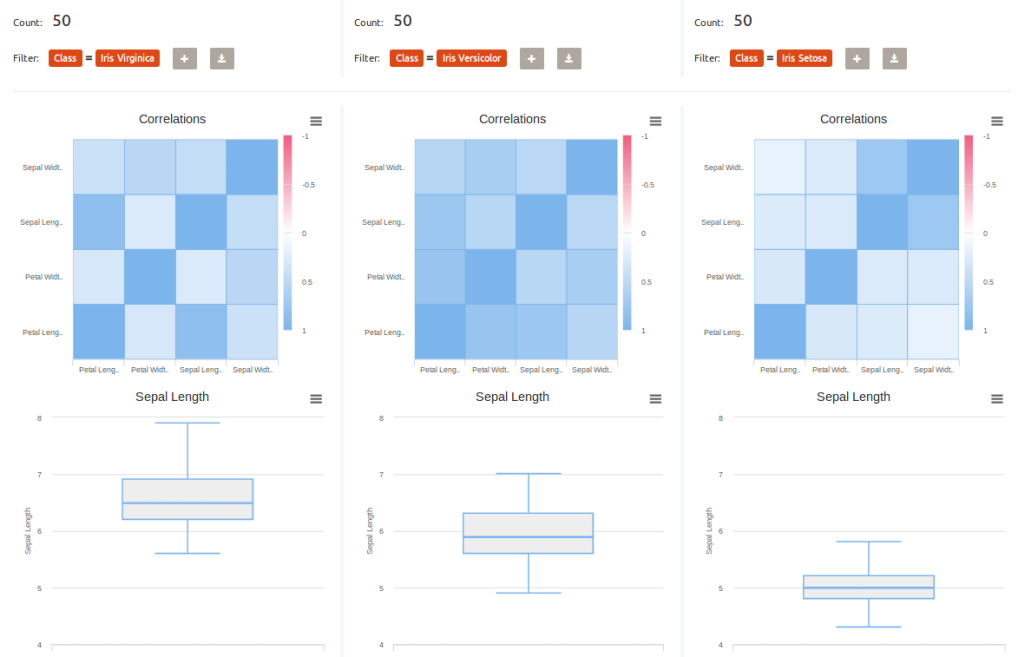 Count: 50
Filter: Class = Iris Virginica +
Correlations
Sepal Widt..
Sepal Leng..
Petal Widt..
Petal Leng..
-1
-0.5
0
0.5
1
Petal Leng.. Petal Widt.. Sepal Leng.. Sepal Widt..
Sepal Length
Sepal Length
8
7
6
5
4
Count: 50
Filter: Class = Iris Versicolor +
Correlations
Sepal Widt..
Sepal Leng..
Petal Widt..
Petal Leng..
-1
-0.5
0
0.5
1
Petal Leng.. Petal Widt.. Sepal Leng.. Sepal Widt..
Sepal Length
Sepal Length
8
7
6
5
4
Count: 50
Filter: Class = Iris Setosa +
Correlations
Sepal Widt..
Sepal Leng..
Petal Widt..
Petal Leng..
-1
-0.5
0
0.5
1
Petal Leng.. Petal Widt.. Sepal Leng.. Sepal Widt..
Sepal Length
Sepal Length
8
7
6
5
4